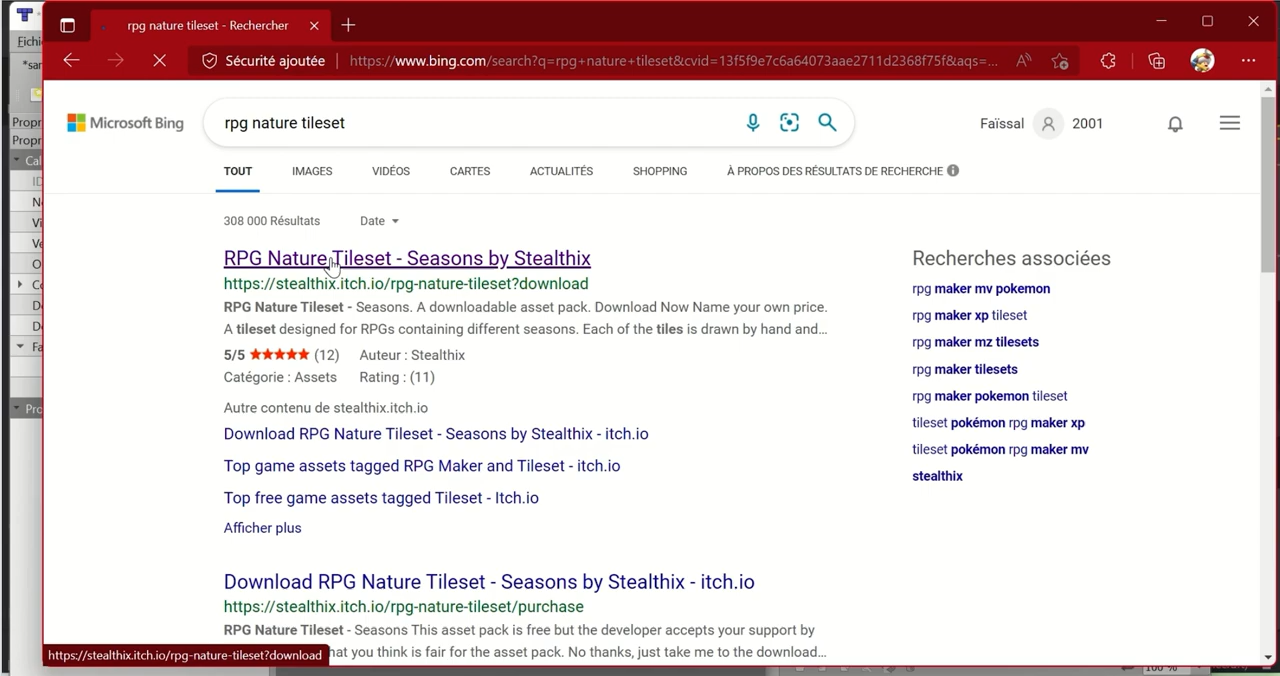 rpg nature tileset - Rechercher
Fichi
Sécurité ajoutée
https://www.bing.com/search?q=rpg+nature+tileset&cvid=13f5f9e7c6a64073aae2711d2368f75f&aqs=...
*sar
Microsoft Bing
rpg nature tileset
Faïssal
2001
Propr
Propr
Cal
ID
TOUT
IMAGES
VIDÉOS
CARTES
ACTUALITÉS
SHOPPING
À PROPOS DES RÉSULTATS DE RECHERCHE
308 000 Résultats
Date
RPG Nature Tileset - Seasons by Stealthix
https://stealthix.itch.io/rpg-nature-tileset?download
RPG Nature Tileset - Seasons. A downloadable asset pack. Download Now Name your own price.
A tileset designed for RPGs containing different seasons. Each of the tiles is drawn by hand and...
5/5 (12) Auteur : Stealthix
Catégorie : Assets Rating : (11)
Autre contenu de stealthix.itch.io
Download RPG Nature Tileset - Seasons by Stealthix - itch.io
Top game assets tagged RPG Maker and Tileset - itch.io
Top free game assets tagged Tileset - Itch.io
Afficher plus
Recherches associées
rpg maker mv pokemon
rpg maker xp tileset
rpg maker mz tilesets
rpg maker tilesets
rpg maker pokemon tileset
tileset pokémon rpg maker xp
tileset pokémon rpg maker mv
stealthix
Download RPG Nature Tileset - Seasons by Stealthix - itch.io
https://stealthix.itch.io/rpg-nature-tileset/purchase
RPG Nature Tileset - Seasons This asset pack is free but the developer accepts your support by
hat you think is fair for the asset pack. No thanks, just take me to the download...
https://stealthix.itch.io/rpg-nature-tileset?download
100 %